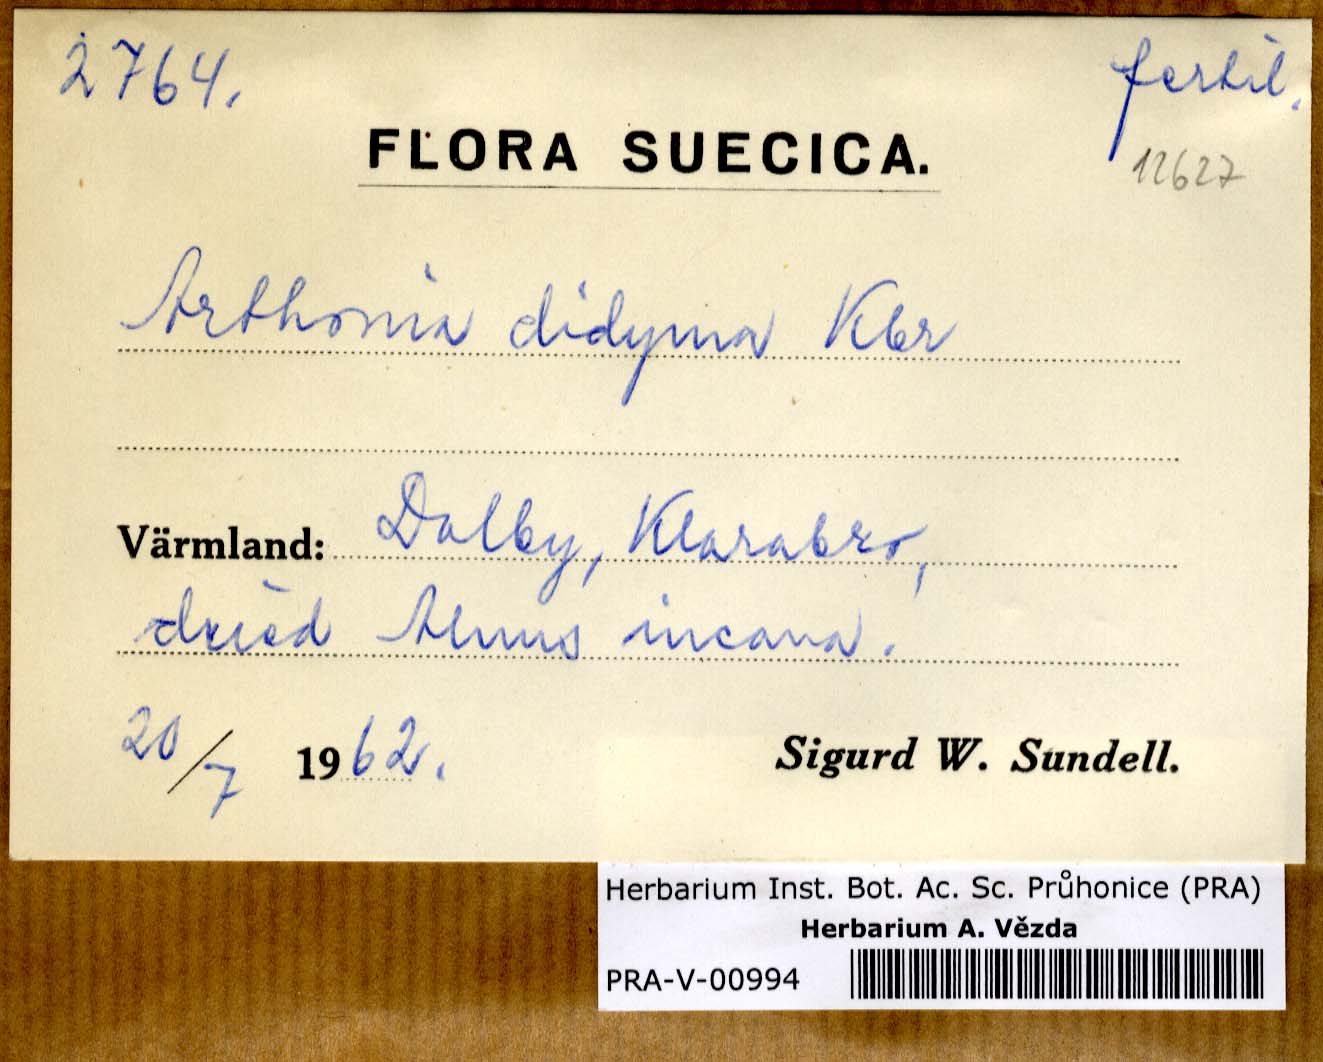 2764.
fertil.
FLORA SUECICA.
12627
Arthonia didyma Kbr
Värmland: Dalby, Klarabro,
dried Alnus incana.
20/7 1962.
Sigurd W. Sundell.
Herbarium Inst. Bot. Ac. Sc. Průhonice (PRA)
Herbarium A. Vězda
PRA-V-00994